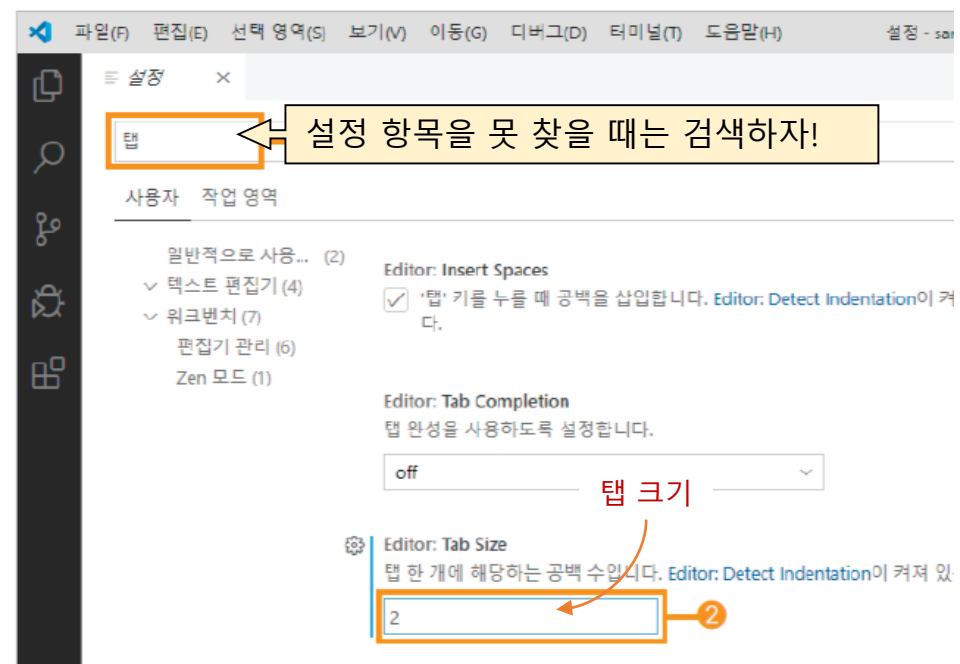 파일(F) 편집(E) 선택 영역(S) 보기(V) 이동(G) 디버그(D) 터미널(T) 도움말(H) 설정 - sar
설정
탭
설정 항목을 못 찾을 때는 검색하자!
사용자 작업 영역
일반적으로 사용... (2)
텍스트 편집기 (4)
워크벤치 (7)
편집기 관리 (6)
Zen 모드 (1)
Editor: Insert Spaces
'탭' 키를 누를 때 공백을 삽입합니다. Editor: Detect Indentation이 켜
다.
Editor: Tab Completion
탭 완성을 사용하도록 설정합니다.
off
탭 크기
Editor: Tab Size
탭 한 개에 해당하는 공백 수입니다. Editor: Detect Indentation이 켜져 있
2
2